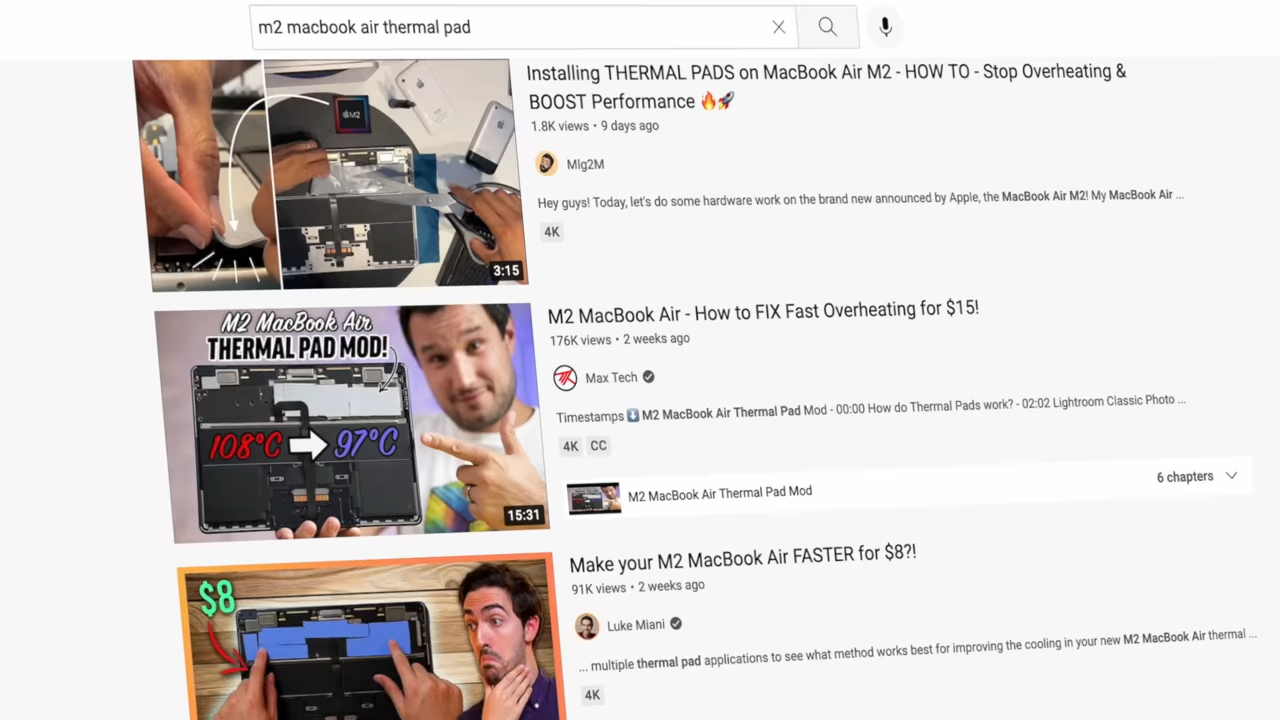 m2 macbook air thermal pad
Installing THERMAL PADS on MacBook Air M2 - HOW TO - Stop Overheating &
BOOST Performance 🔥🚀
1.8K views • 9 days ago
Mlg2M
Hey guys! Today, let's do some hardware work on the brand new announced by Apple, the MacBook Air M2! My MacBook Air ...
4K
M2
3:15
M2 MacBook Air - How to FIX Fast Overheating for $15!
176K views • 2 weeks ago
Max Tech
Timestamps ⬇️ M2 MacBook Air Thermal Pad Mod - 00:00 How do Thermal Pads work? - 02:02 Lightroom Classic Photo ...
4K CC
M2 MacBook Air
THERMAL PAD MOD!
108°C 97°C
15:31
M2 MacBook Air Thermal Pad Mod
6 chapters
Make your M2 MacBook Air FASTER for $8?!
91K views • 2 weeks ago
Luke Miani
... multiple thermal pad applications to see what method works best for improving the cooling in your new M2 MacBook Air thermal ...
4K
$8